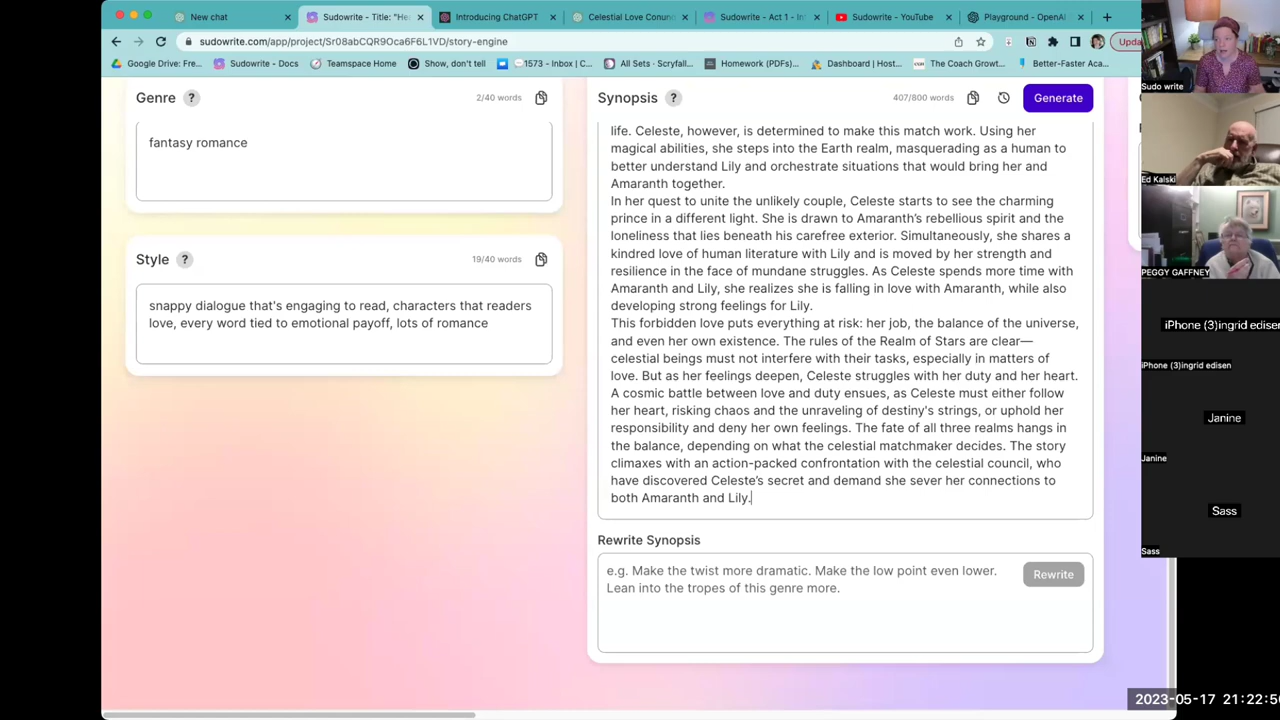 New chat
Sudowrite - Title: "Hea
Introducing ChatGPT
Celestial Love Conun
Sudowrite - Act 1 - In
Sudowrite - YouTube
Playground - OpenAI
sudowrite.com/app/project/Sr08abCQR9Oca6F6L1VD/story-engine
Upda
Google Drive: Fre...
Sudowrite - Docs
Teamspace Home
Show, don't tell
1573 - Inbox | C...
All Sets · Scryfall...
Homework (PDFs)...
Dashboard | Host...
The Coach Growt...
Better-Faster Aca...
Genre ?
2/40 words
fantasy romance
Style ?
19/40 words
snappy dialogue that's engaging to read, characters that readers
love, every word tied to emotional payoff, lots of romance
Synopsis ?
407/800 words
Generate
life. Celeste, however, is determined to make this match work. Using her
magical abilities, she steps into the Earth realm, masquerading as a human to
better understand Lily and orchestrate situations that would bring her and
Amaranth together.
In her quest to unite the unlikely couple, Celeste starts to see the charming
prince in a different light. She is drawn to Amaranth's rebellious spirit and the
loneliness that lies beneath his carefree exterior. Simultaneously, she shares a
kindred love of human literature with Lily and is moved by her strength and
resilience in the face of mundane struggles. As Celeste spends more time with
Amaranth and Lily, she realizes she is falling in love with Amaranth, while also
developing strong feelings for Lily.
This forbidden love puts everything at risk: her job, the balance of the universe,
and even her own existence. The rules of the Realm of Stars are clear—
celestial beings must not interfere with their tasks, especially in matters of
love. But as her feelings deepen, Celeste struggles with her duty and her heart.
A cosmic battle between love and duty ensues, as Celeste must either follow
her heart, risking chaos and the unraveling of destiny's strings, or uphold her
responsibility and deny her own feelings. The fate of all three realms hangs in
the balance, depending on what the celestial matchmaker decides. The story
climaxes with an action-packed confrontation with the celestial council, who
have discovered Celeste's secret and demand she sever her connections to
both Amaranth and Lily.
Rewrite Synopsis
e.g. Make the twist more dramatic. Make the low point even lower.
Lean into the tropes of this genre more.
Rewrite
Sudo write
Ed Kalski
PEGGY GAFFNEY
iPhone (3)ingrid edisen
iPhone (3)ingrid edisen
Janine
Janine
Sass
Sass
2023-05-17 21:22:5